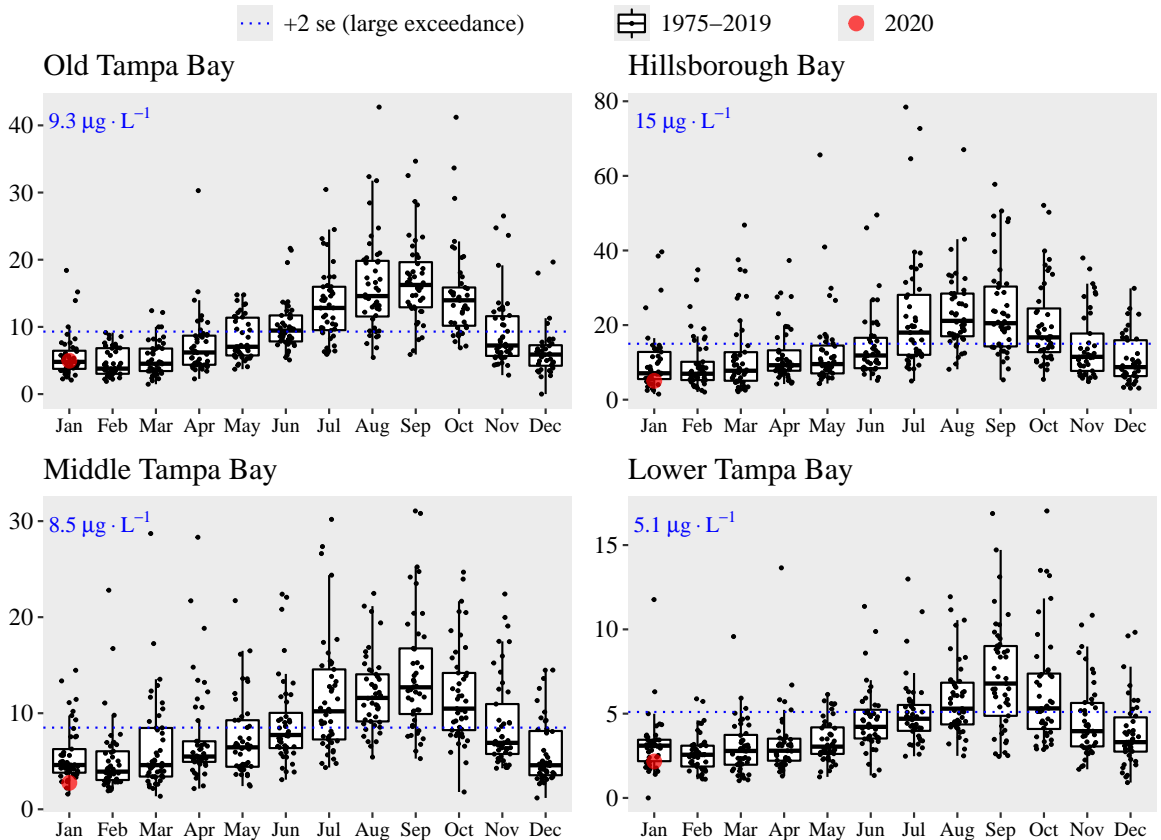 +2 se (large exceedance) 1975–2019 2020
Old Tampa Bay
9.3 μg · L⁻¹
40
30
20
10
0
Jan Feb Mar Apr May Jun Jul Aug Sep Oct Nov Dec
Hillsborough Bay
15 μg · L⁻¹
80
60
40
20
0
Jan Feb Mar Apr May Jun Jul Aug Sep Oct Nov Dec
Middle Tampa Bay
8.5 μg · L⁻¹
30
20
10
0
Jan Feb Mar Apr May Jun Jul Aug Sep Oct Nov Dec
Lower Tampa Bay
5.1 μg · L⁻¹
15
10
5
0
Jan Feb Mar Apr May Jun Jul Aug Sep Oct Nov Dec